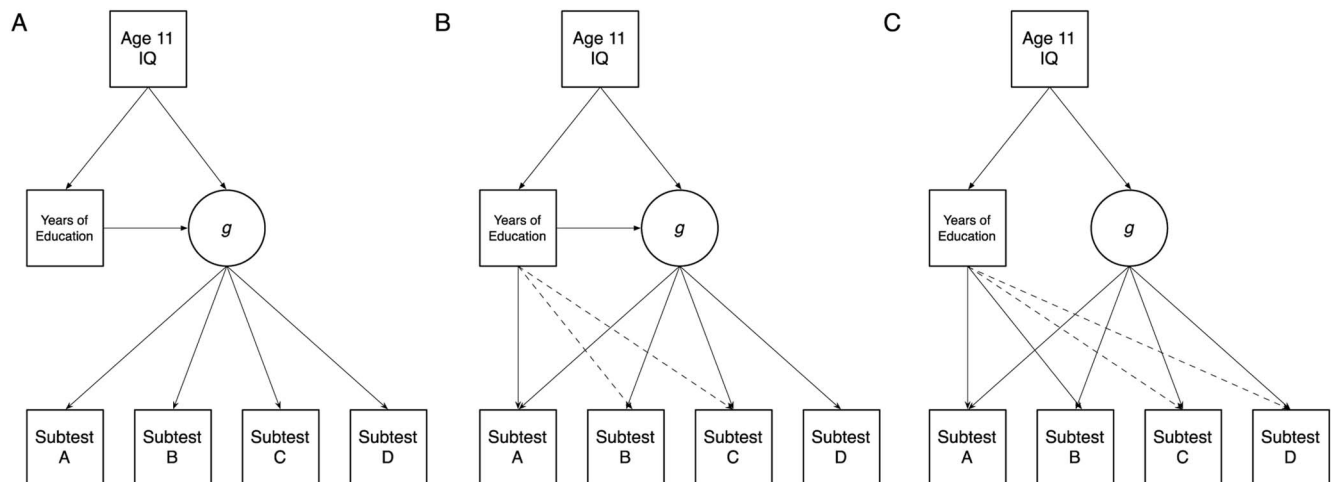 A
Age 11
IQ
Years of
Education
g
Subtest
A
Subtest
B
Subtest
C
Subtest
D
B
Age 11
IQ
Years of
Education
g
Subtest
A
Subtest
B
Subtest
C
Subtest
D
C
Age 11
IQ
Years of
Education
g
Subtest
A
Subtest
B
Subtest
C
Subtest
D